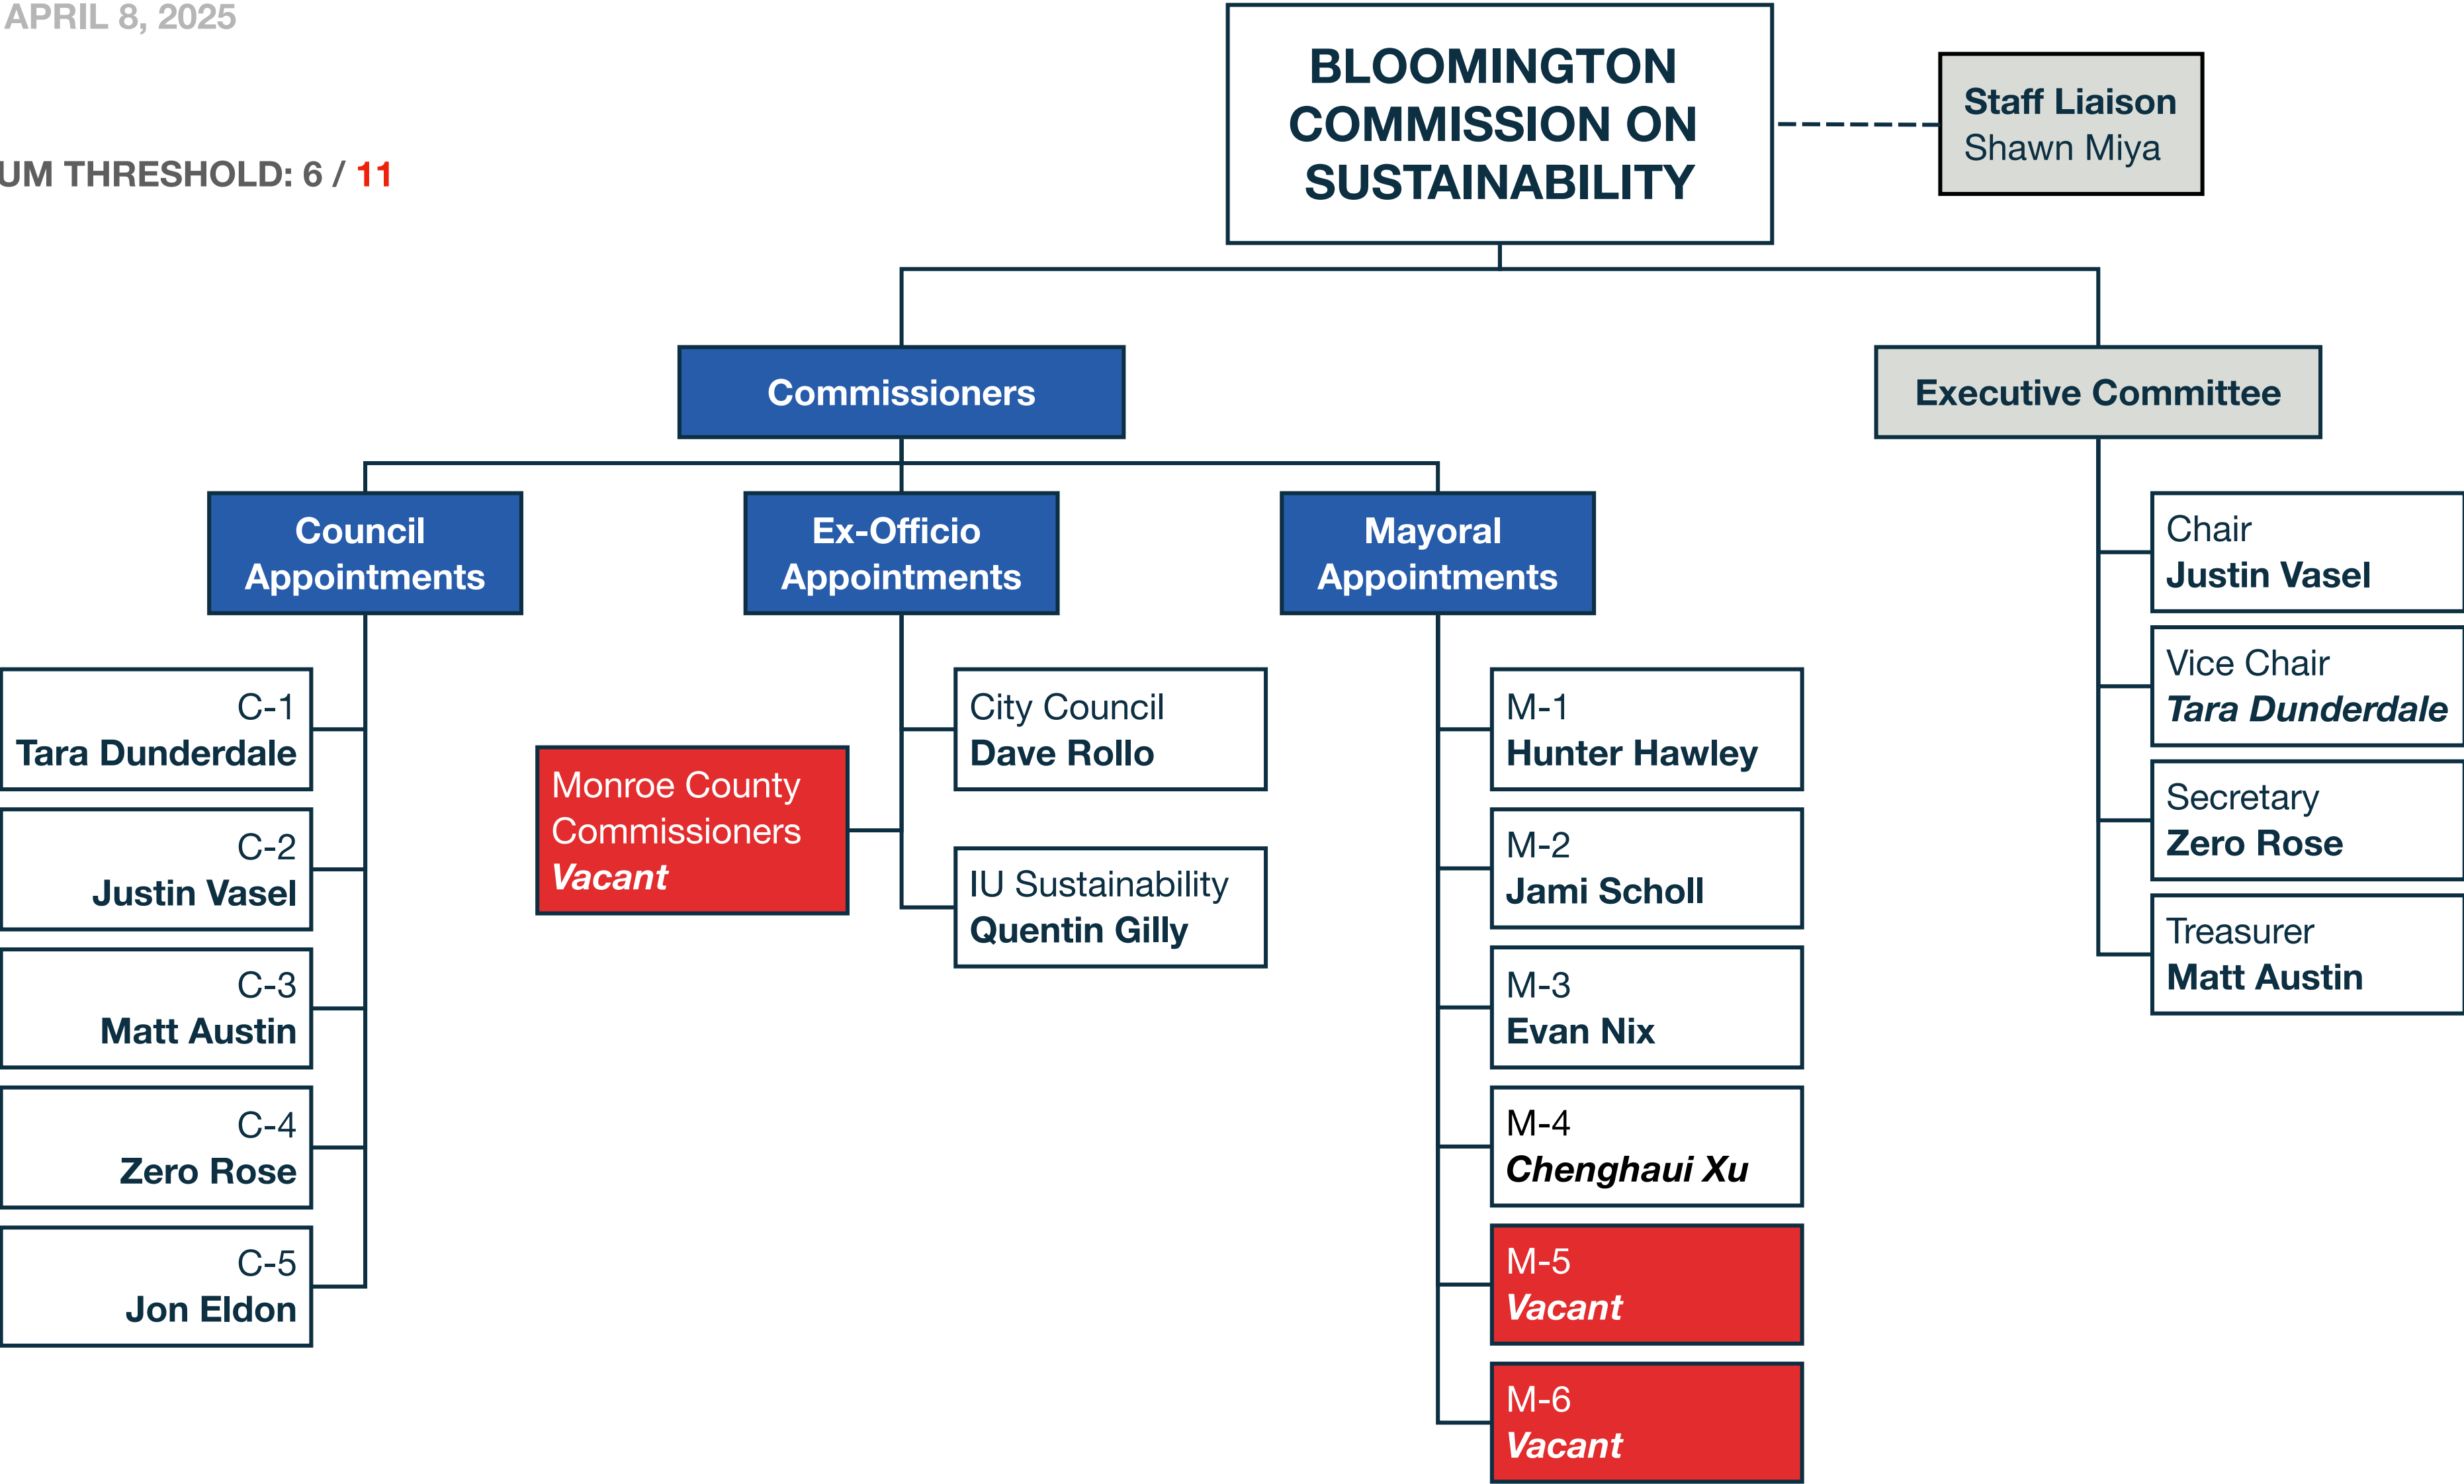 APRIL 8, 2025
UM THRESHOLD: 6 / 11
BLOOMINGTON
COMMISSION ON
SUSTAINABILITY
Staff Liaison
Shawn Miya
Commissioners
Executive Committee
Council
Appointments
C-1
Tara Dunderdale
C-2
Justin Vasel
C-3
Matt Austin
C-4
Zero Rose
C-5
Jon Eldon
Ex-Officio
Appointments
City Council
Dave Rollo
Monroe County
Commissioners
Vacant
IU Sustainability
Quentin Gilly
Mayoral
Appointments
M-1
Hunter Hawley
M-2
Jami Scholl
M-3
Evan Nix
M-4
Chenghaui Xu
M-5
Vacant
M-6
Vacant
Chair
Justin Vasel
Vice Chair
Tara Dunderdale
Secretary
Zero Rose
Treasurer
Matt Austin